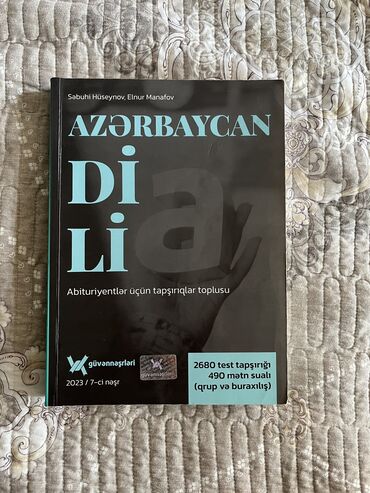 Səbuhi Hüseynov, Elnur Manafov
AZƏRBAYCAN
Dİ
Lİ
a
Abituriyentlər üçün tapşırıqlar toplusu
güvənnəşrləri
güvənnəşrləri
2023 / 7-ci nəşr
2680 test tapşırığı
490 mətn sualı
(qrup və buraxılış)